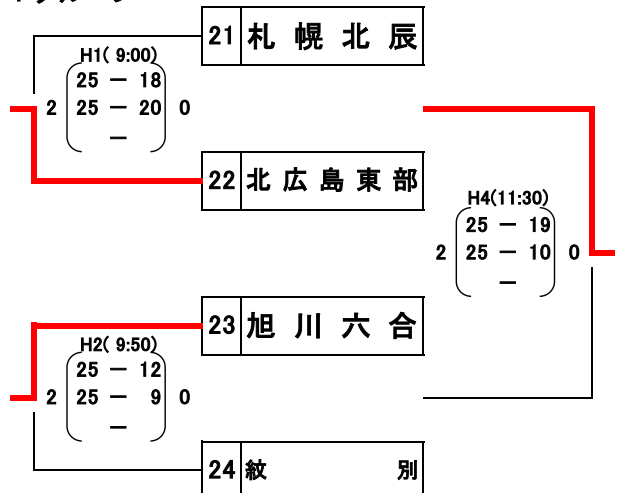 21 札幌北辰
H1( 9:00)
25 － 18
2 25 － 20 0
－
22 北広島東部
H4(11:30)
25 － 19
2 25 － 10 0
－
23 旭川六合
H2( 9:50)
25 － 12
2 25 － 9 0
－
24 紋別